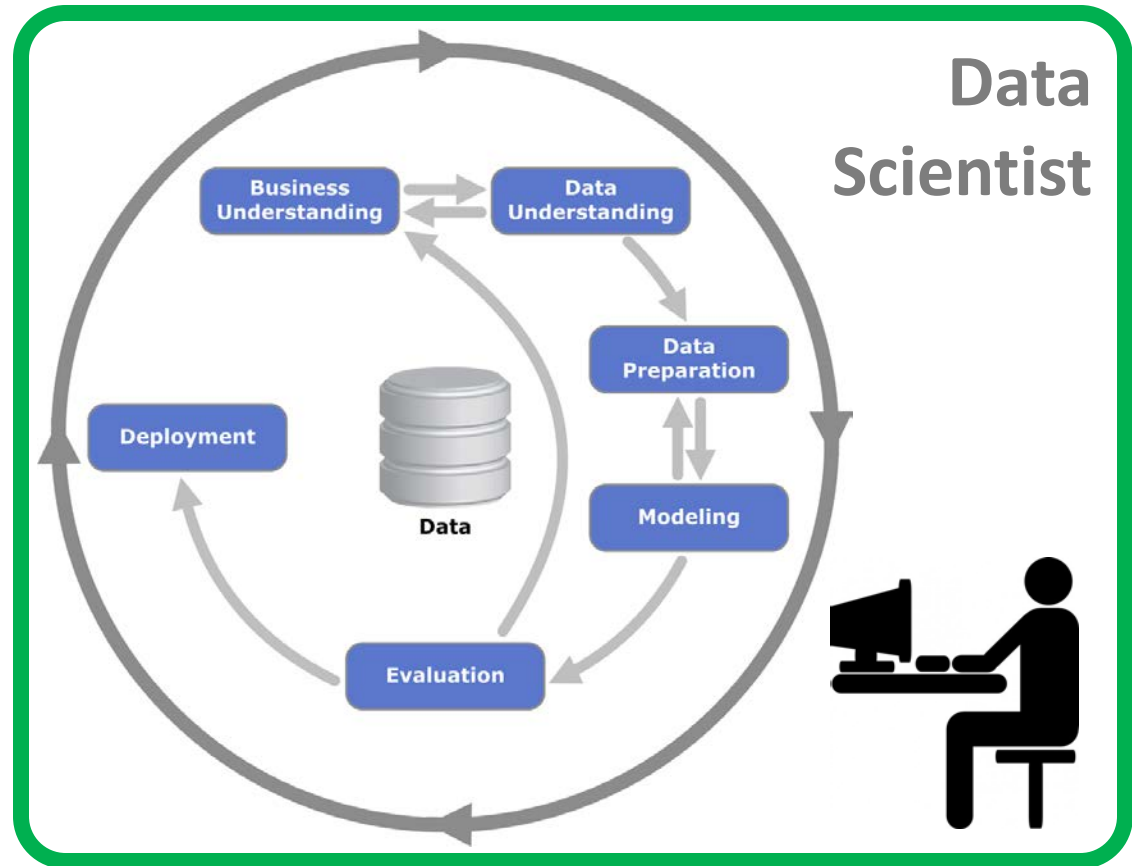 Data
Scientist
Business
Understanding
Data
Understanding
Data
Preparation
Modeling
Evaluation
Deployment
Data